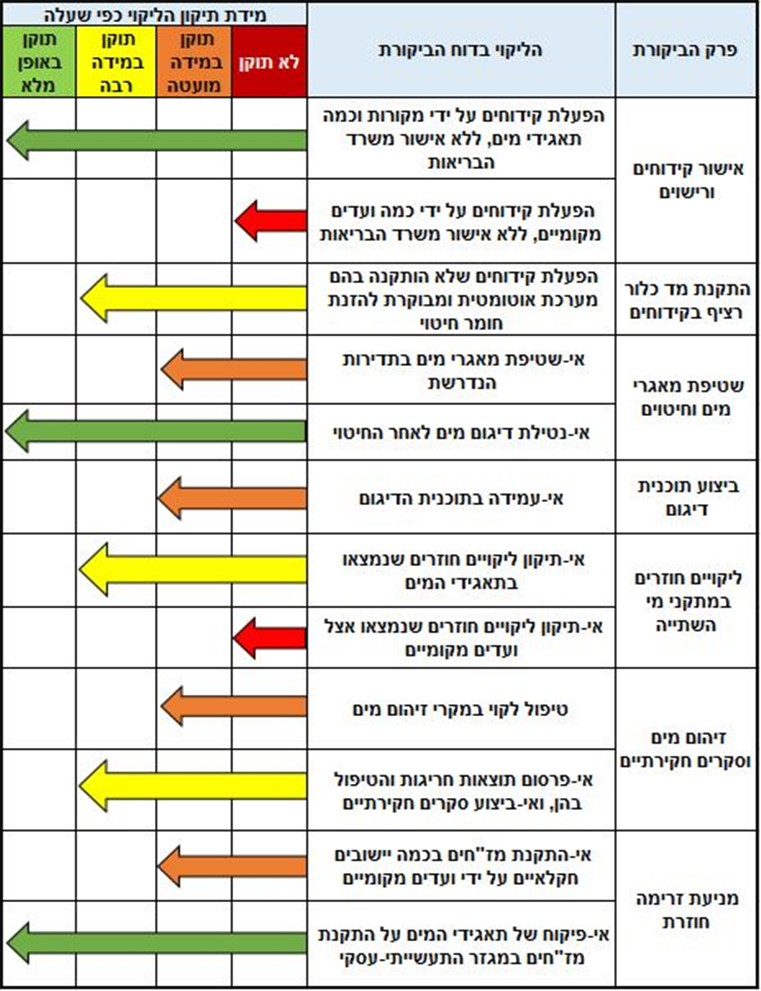 פרק הביקורת
הליקוי בדוח הביקורת
מידת תיקון הליקוי כפי שעלה
לא תוקן
תוקן
במידה
מועטה
תוקן
במידה
רבה
תוקן
באופן
מלא
אישור קידוחים
ורישוים
הפעלת קידוחים על ידי מקורות וכמה
תאגידי מים, ללא אישור משרד
הבריאות
הפעלת קידוחים על ידי כמה ועדים
מקומיים, ללא אישור משרד הבריאות
התקנת מד כלור
רציף בקידוחים
הפעלת קידוחים שלא הותקנה בהם
מערכת אוטומטית ומבוקרת להזנת
חומר חיטוי
שטיפת מאגרי
מים וחיטוים
אי-שטיפת מאגרי מים בתדירות
הנדרשת
אי-נטילת דיגום מים לאחר החיטוי
ביצוע תוכנית
דיגום
אי-עמידה בתוכנית הדיגום
ליקויים חוזרים
במתקני מי
השתייה
אי-תיקון ליקויים חוזרים שנמצאו
בתאגידי המים
אי-תיקון ליקויים חוזרים שנמצאו אצל
ועדים מקומיים
זיהום מים
וסקרים חקירתיים
טיפול לקוי במקרי זיהום מים
אי-פרסום תוצאות חריגות והטיפול
בהן, ואי-ביצוע סקרים חקירתיים
מניעת זרימה
חוזרת
אי-התקנת מז"חים בכמה יישובים
חקלאיים על ידי ועדים מקומיים
אי-פיקוח של תאגידי המים על התקנת
מז"חים במגזר התעשייתי-עסקי